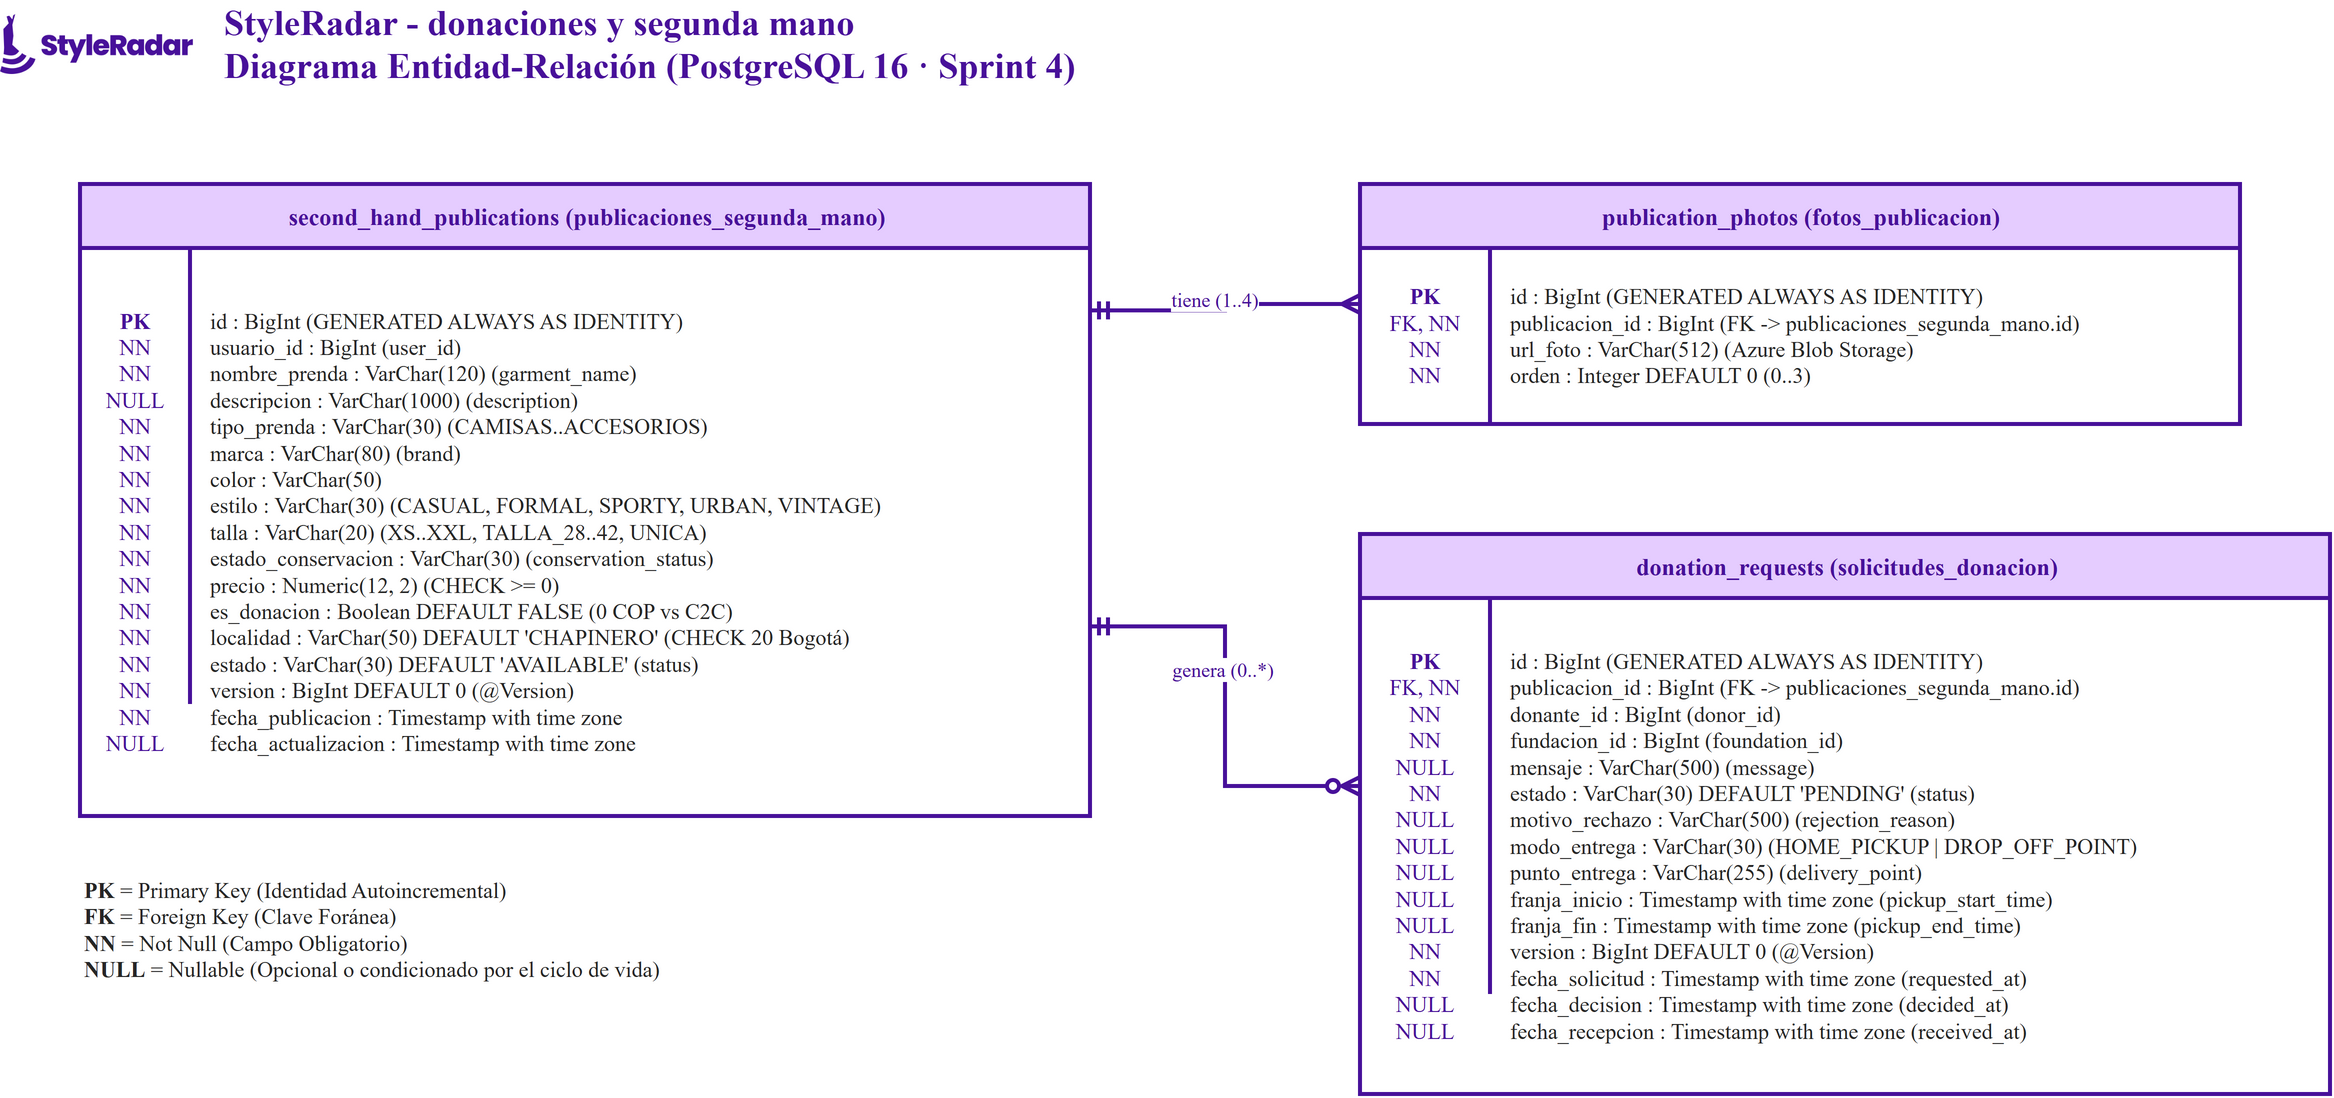 StyleRadar
StyleRadar - donaciones y segunda mano
Diagrama Entidad-Relación (PostgreSQL 16 · Sprint 4)
second_hand_publications (publicaciones_segunda_mano)
PK id : BigInt (GENERATED ALWAYS AS IDENTITY)
NN usuario_id : BigInt (user_id)
NN nombre_prenda : VarChar(120) (garment_name)
NULL descripcion : VarChar(1000) (description)
NN tipo_prenda : VarChar(30) (CAMISAS..ACCESORIOS)
NN marca : VarChar(80) (brand)
NN color : VarChar(50)
NN estilo : VarChar(30) (CASUAL, FORMAL, SPORTY, URBAN, VINTAGE)
NN talla : VarChar(20) (XS..XXL, TALLA_28..42, UNICA)
NN estado_conservacion : VarChar(30) (conservation_status)
NN precio : Numeric(12, 2) (CHECK >= 0)
NN es_donacion : Boolean DEFAULT FALSE (0 COP vs C2C)
NN localidad : VarChar(50) DEFAULT 'CHAPINERO' (CHECK 20 Bogotá)
NN estado : VarChar(30) DEFAULT 'AVAILABLE' (status)
NN version : BigInt DEFAULT 0 (@Version)
NN fecha_publicacion : Timestamp with time zone
NULL fecha_actualizacion : Timestamp with time zone
tiene (1..4)
genera (0..*)
publication_photos (fotos_publicacion)
PK id : BigInt (GENERATED ALWAYS AS IDENTITY)
FK, NN publicacion_id : BigInt (FK -> publicaciones_segunda_mano.id)
NN url_foto : VarChar(512) (Azure Blob Storage)
NN orden : Integer DEFAULT 0 (0..3)
donation_requests (solicitudes_donacion)
PK id : BigInt (GENERATED ALWAYS AS IDENTITY)
FK, NN publicacion_id : BigInt (FK -> publicaciones_segunda_mano.id)
NN donante_id : BigInt (donor_id)
NN fundacion_id : BigInt (foundation_id)
NULL mensaje : VarChar(500) (message)
NN estado : VarChar(30) DEFAULT 'PENDING' (status)
NULL motivo_rechazo : VarChar(500) (rejection_reason)
NULL modo_entrega : VarChar(30) (HOME_PICKUP | DROP_OFF_POINT)
NULL punto_entrega : VarChar(255) (delivery_point)
NULL franja_inicio : Timestamp with time zone (pickup_start_time)
NULL franja_fin : Timestamp with time zone (pickup_end_time)
NN version : BigInt DEFAULT 0 (@Version)
NN fecha_solicitud : Timestamp with time zone (requested_at)
NULL fecha_decision : Timestamp with time zone (decided_at)
NULL fecha_recepcion : Timestamp with time zone (received_at)
PK = Primary Key (Identidad Autoincremental)
FK = Foreign Key (Clave Foránea)
NN = Not Null (Campo Obligatorio)
NULL = Nullable (Opcional o condicionado por el ciclo de vida)